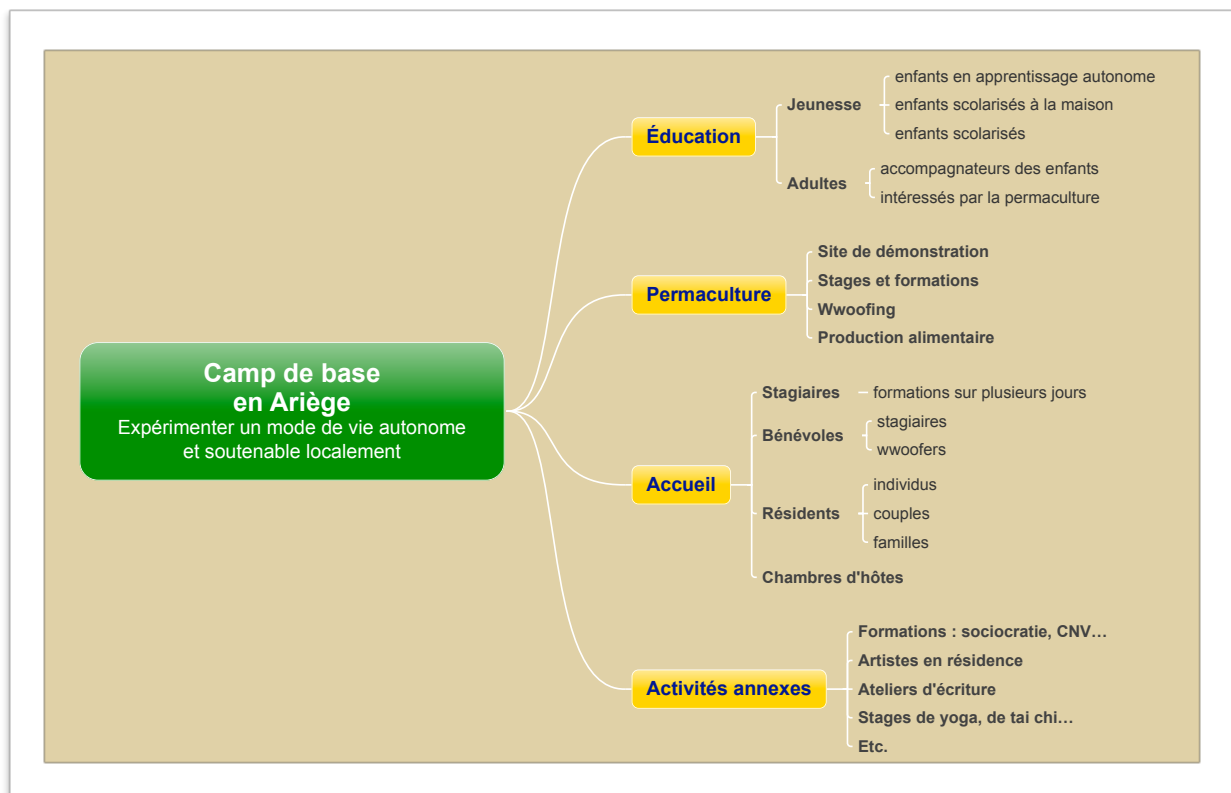 Camp de base
en Ariège
Expérimenter un mode de vie autonome
et soutenable localement
Éducation
Jeunesse
enfants en apprentissage autonome
enfants scolarisés à la maison
enfants scolarisés
Adultes
accompagnateurs des enfants
intéressés par la permaculture
Permaculture
Site de démonstration
Stages et formations
Wwoofing
Production alimentaire
Accueil
Stagiaires
formations sur plusieurs jours
Bénévoles
stagiaires
wwoofers
Résidents
individus
couples
familles
Chambres d'hôtes
Activités annexes
Formations : sociocratie, CNV…
Artistes en résidence
Ateliers d'écriture
Stages de yoga, de tai chi…
Etc.